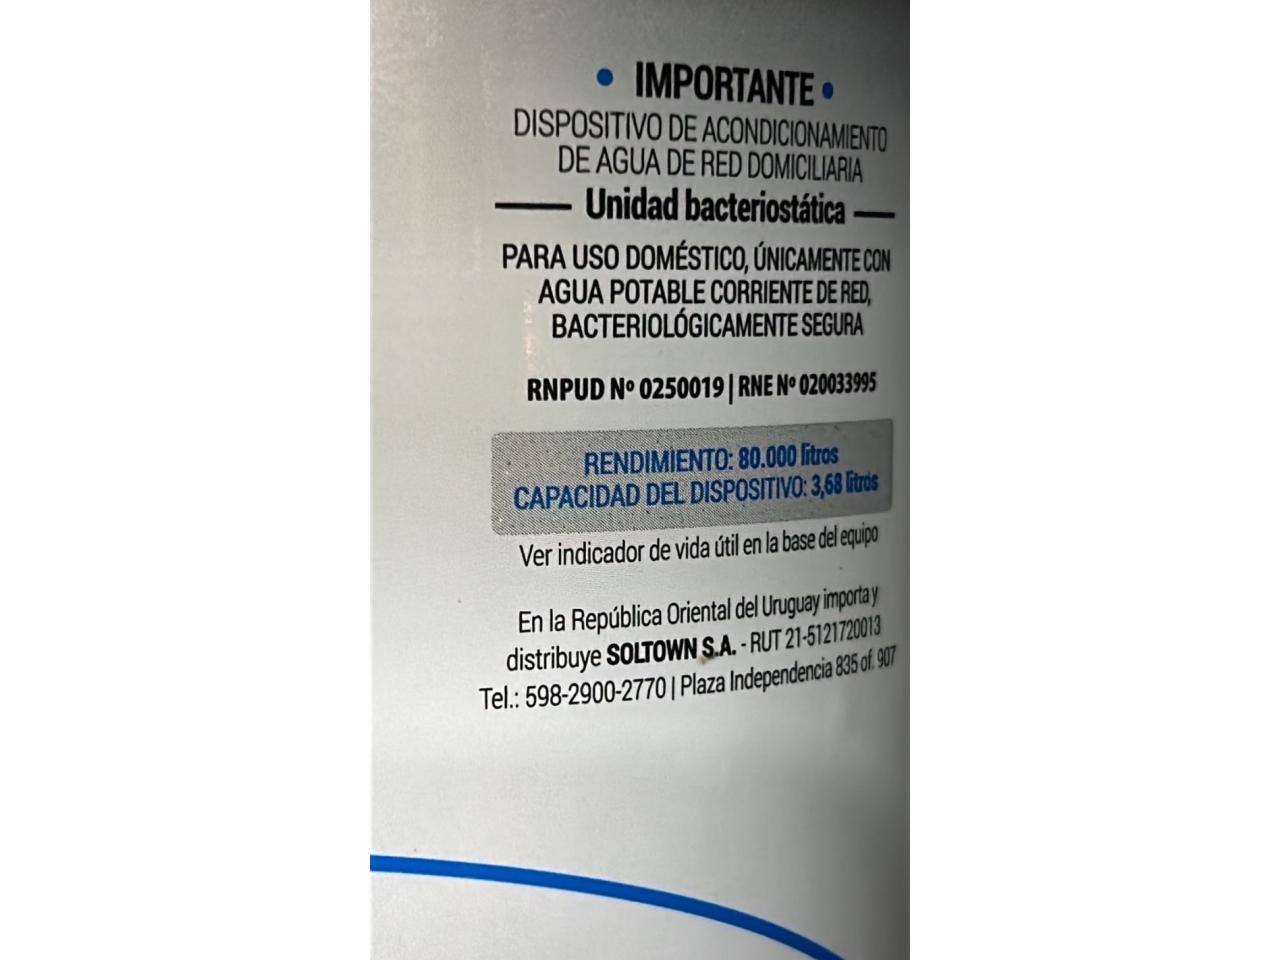 • IMPORTANTE •
DISPOSITIVO DE ACONDICIONAMIENTO
DE AGUA DE RED DOMICILIARIA
Unidad bacteriostática
PARA USO DOMÉSTICO, ÚNICAMENTE CON
AGUA POTABLE CORRIENTE DE RED,
BACTERIOLÓGICAMENTE SEGURA
RNPUD Nº 0250019 | RNE Nº 020033995
RENDIMIENTO: 80.000 litros
CAPACIDAD DEL DISPOSITIVO: 3,68 litros
Ver indicador de vida útil en la base del equipo
En la República Oriental del Uruguay importa y
distribuye SOLTOWN S.A. - RUT 21-5121720013
Tel.: 598-2900-2770 | Plaza Independencia 835 of. 907